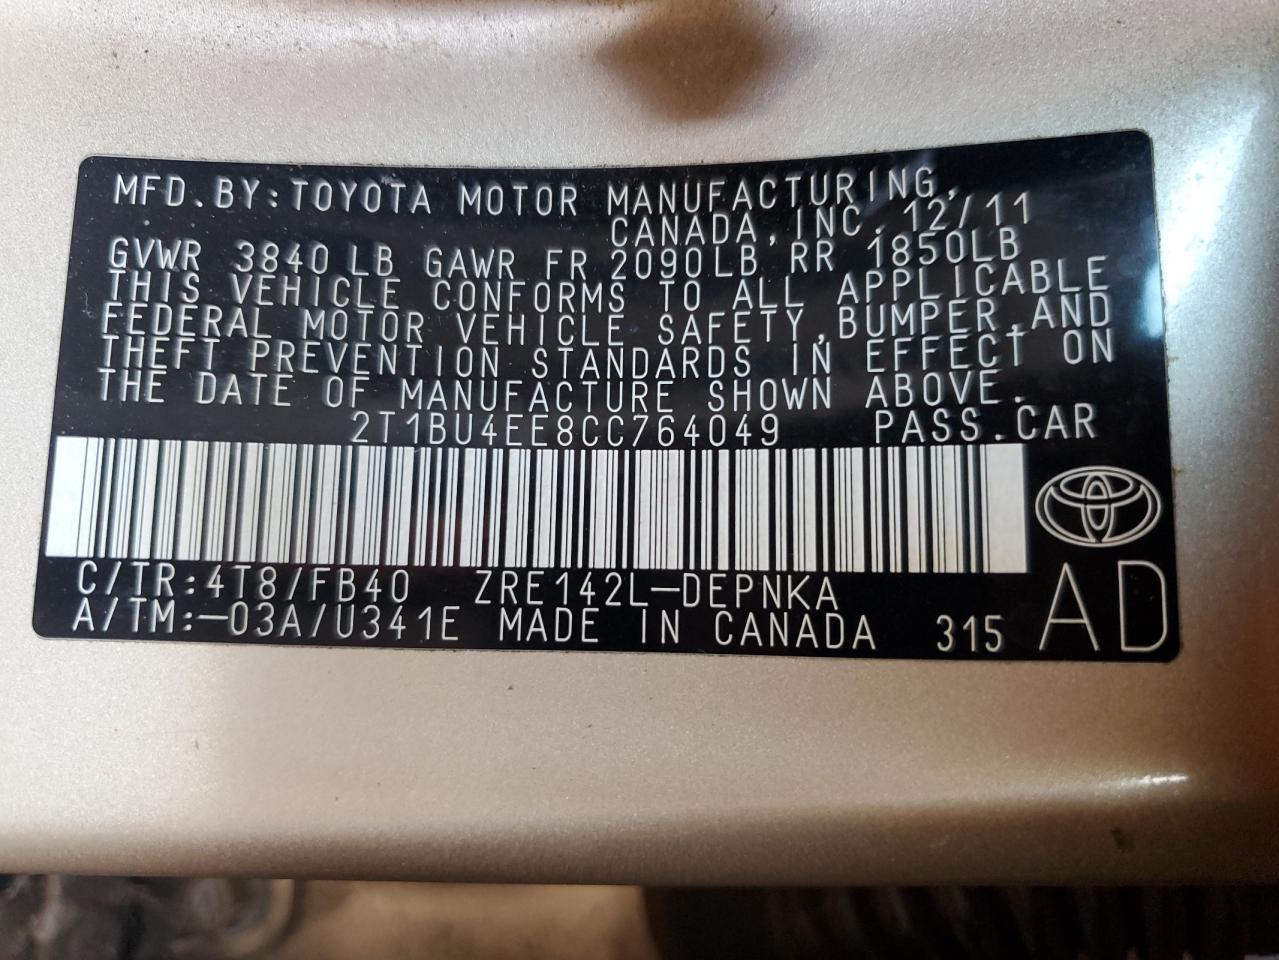 MFD.BY:TOYOTA MOTOR MANUFACTURING,
CANADA,INC. 12/11
GVWR 3840 LB GAWR FR 2090LB RR 1850LB
THIS VEHICLE CONFORMS TO ALL APPLICABLE
FEDERAL MOTOR VEHICLE SAFETY,BUMPER,AND
THEFT PREVENTION STANDARDS IN EFFECT ON
THE DATE OF MANUFACTURE SHOWN ABOVE.
2T1BU4EE8CC764049 PASS.CAR
C/TR:4T8/FB40 ZRE142L-DEPNKA
A/TM:-03A/U341E MADE IN CANADA 315 AD